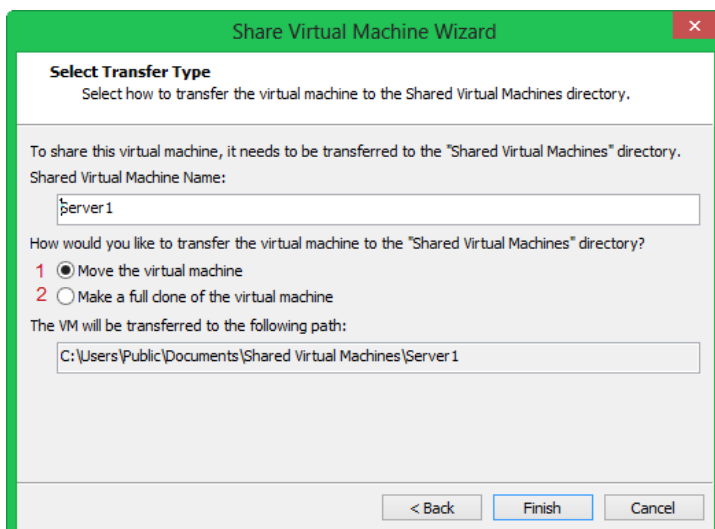 Share Virtual Machine Wizard
Select Transfer Type
Select how to transfer the virtual machine to the Shared Virtual Machines directory.
To share this virtual machine, it needs to be transferred to the "Shared Virtual Machines" directory.
Shared Virtual Machine Name:
Server1
How would you like to transfer the virtual machine to the "Shared Virtual Machines" directory?
1 Move the virtual machine
2 Make a full clone of the virtual machine
The VM will be transferred to the following path:
C:\Users\Public\Documents\Shared Virtual Machines\Server1
< Back Finish Cancel